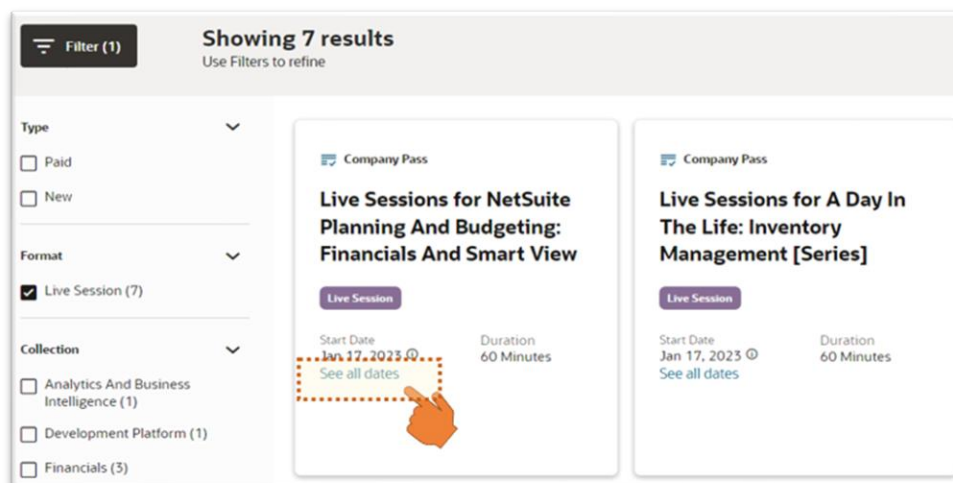 Filter (1)
Showing 7 results
Use Filters to refine
Type
Paid
New
Format
Live Session (7)
Collection
Analytics And Business
Intelligence (1)
Development Platform (1)
Financials (3)
Company Pass
Live Sessions for NetSuite
Planning And Budgeting:
Financials And Smart View
Live Session
Start Date
Duration
Jan 17, 2023
60 Minutes
See all dates
Company Pass
Live Sessions for A Day In
The Life: Inventory
Management [Series]
Live Session
Start Date
Duration
Jan 17, 2023
60 Minutes
See all dates